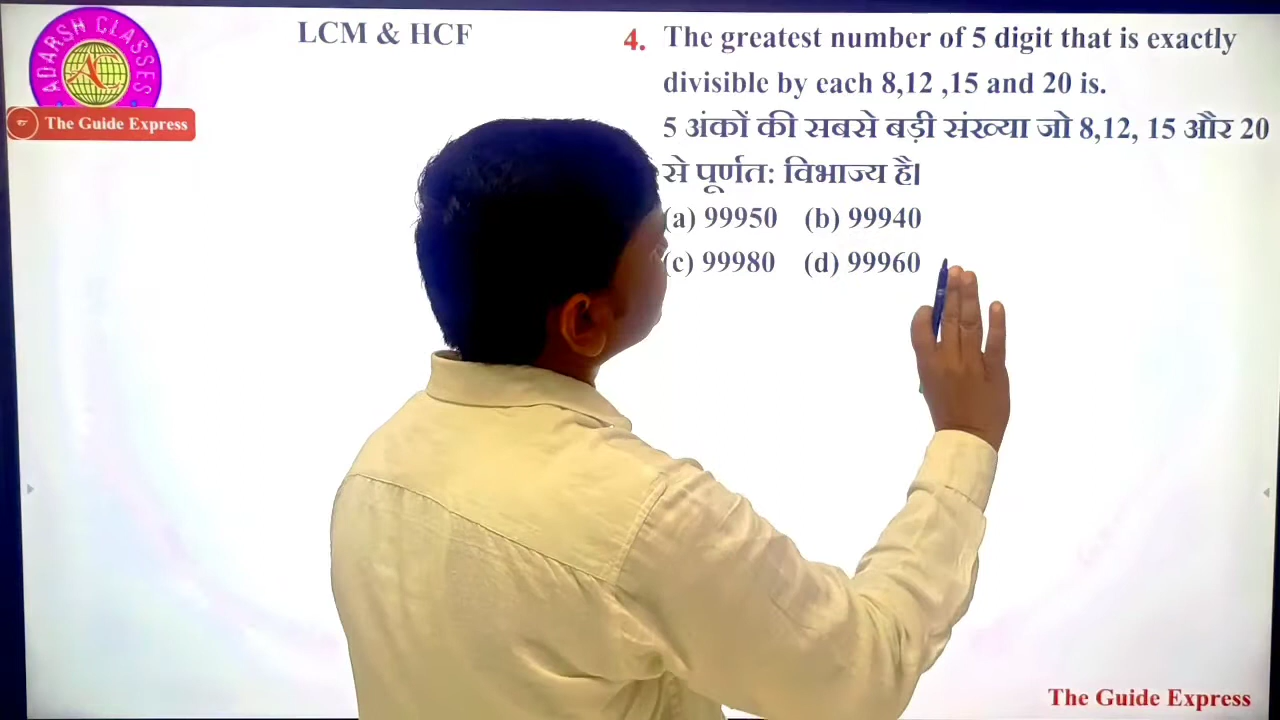 ADARSH CLASSES
The Guide Express
LCM & HCF
4. The greatest number of 5 digit that is exactly
divisible by each 8,12 ,15 and 20 is.
5 अंकों की सबसे बड़ी संख्या जो 8,12, 15 और 20
से पूर्णत: विभाज्य है।
(a) 99950 (b) 99940
(c) 99980 (d) 99960
The Guide Express